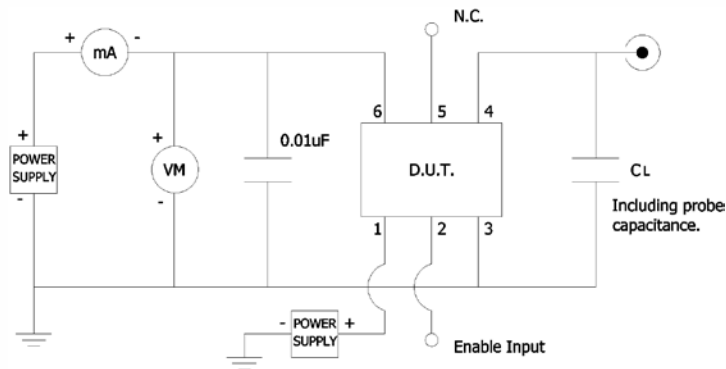 N.C.
+ mA -
6 5 4
+
POWER
SUPPLY
-
+
VM
-
0.01uF
D.U.T.
CL
Including probe
capacitance.
1 2 3
- POWER
SUPPLY +
Enable Input